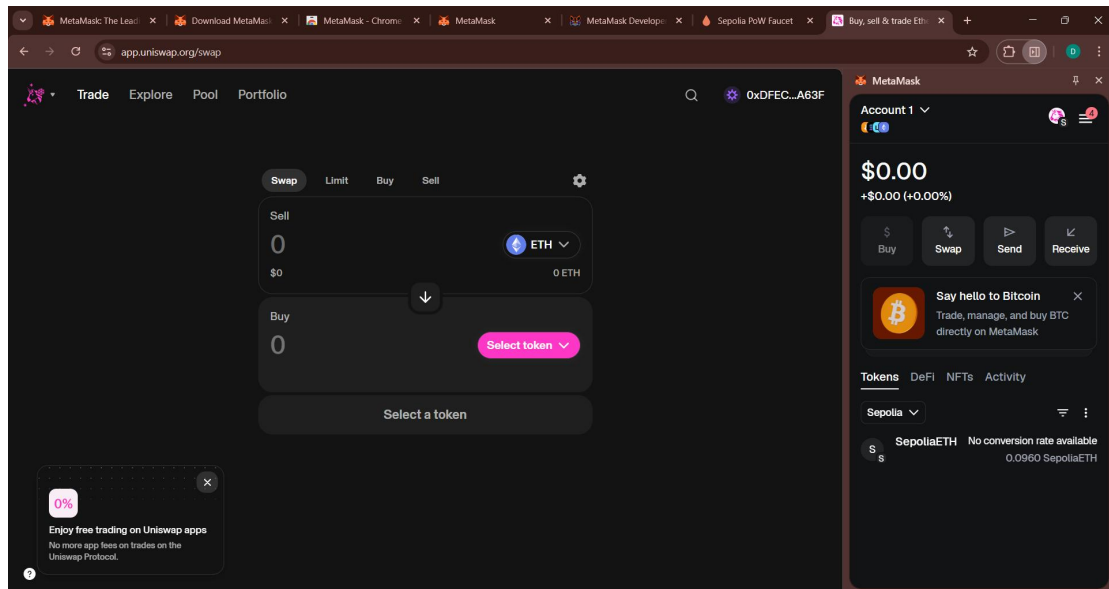 MetaMask: The Leadi
Download MetaMask
MetaMask - Chrome
MetaMask
MetaMask Develope
Sepolia PoW Faucet
Buy, sell & trade Eth
app.uniswap.org/swap
D
Trade
Explore
Pool
Portfolio
0xDFEC...A63F
Swap
Limit
Buy
Sell
Sell
0
ETH
$0
0 ETH
Buy
0
Select token
Select a token
0%
Enjoy free trading on Uniswap apps
No more app fees on trades on the
Uniswap Protocol.
?
MetaMask
Account 1
S
4
$0.00
+$0.00 (+0.00%)
$
Buy
Swap
Send
Receive
Say hello to Bitcoin
Trade, manage, and buy BTC
directly on MetaMask
Tokens
DeFi
NFTs
Activity
Sepolia
S
S
SepoliaETH
No conversion rate available
0.0960 SepoliaETH